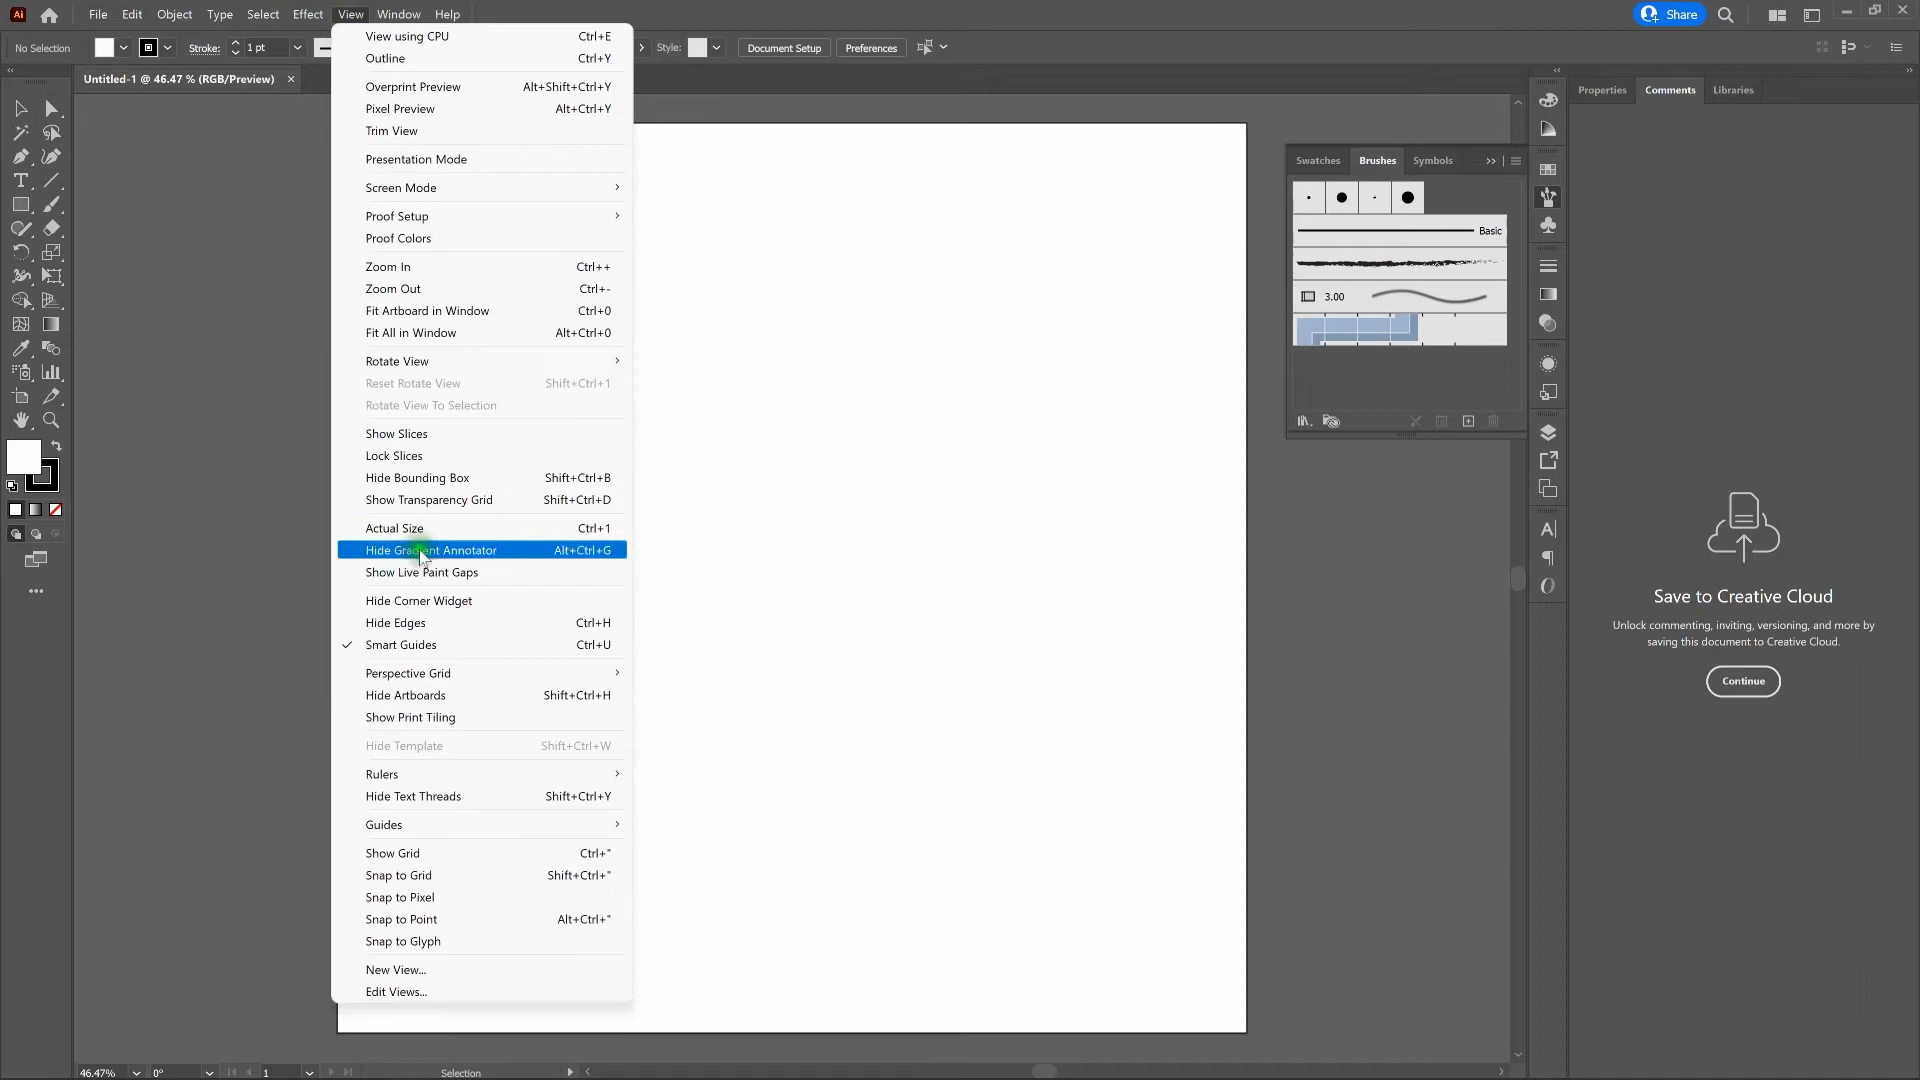 Ai File Edit Object Type Select Effect View Window Help Share
No Selection Stroke: 1 pt Style: Document Setup Preferences
Untitled-1 @ 46.47 % (RGB/Preview) ×
View using CPU Ctrl+E
Outline Ctrl+Y
Overprint Preview Alt+Shift+Ctrl+Y
Pixel Preview Alt+Ctrl+Y
Trim View
Presentation Mode
Screen Mode
Proof Setup
Proof Colors
Zoom In Ctrl++
Zoom Out Ctrl+-
Fit Artboard in Window Ctrl+0
Fit All in Window Alt+Ctrl+0
Rotate View
Reset Rotate View Shift+Ctrl+1
Rotate View To Selection
Show Slices
Lock Slices
Hide Bounding Box Shift+Ctrl+B
Show Transparency Grid Shift+Ctrl+D
Actual Size Ctrl+1
Hide Gradient Annotator Alt+Ctrl+G
Show Live Paint Gaps
Hide Corner Widget
Hide Edges Ctrl+H
Smart Guides Ctrl+U
Perspective Grid
Hide Artboards Shift+Ctrl+H
Show Print Tiling
Hide Template Shift+Ctrl+W
Rulers
Hide Text Threads Shift+Ctrl+Y
Guides
Show Grid Ctrl+"
Snap to Grid Shift+Ctrl+"
Snap to Pixel
Snap to Point Alt+Ctrl+"
Snap to Glyph
New View...
Edit Views...
Swatches Brushes Symbols
Basic
3.00
Properties Comments Libraries
Save to Creative Cloud
Unlock commenting, inviting, versioning, and more by
saving this document to Creative Cloud.
Continue
46.47% 0° 1 Selection